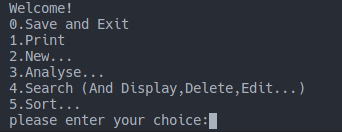 Welcome!
0.Save and Exit
1.Print
2.New...
3.Analyse...
4.Search (And Display,Delete,Edit...)
5.Sort...
please enter your choice: